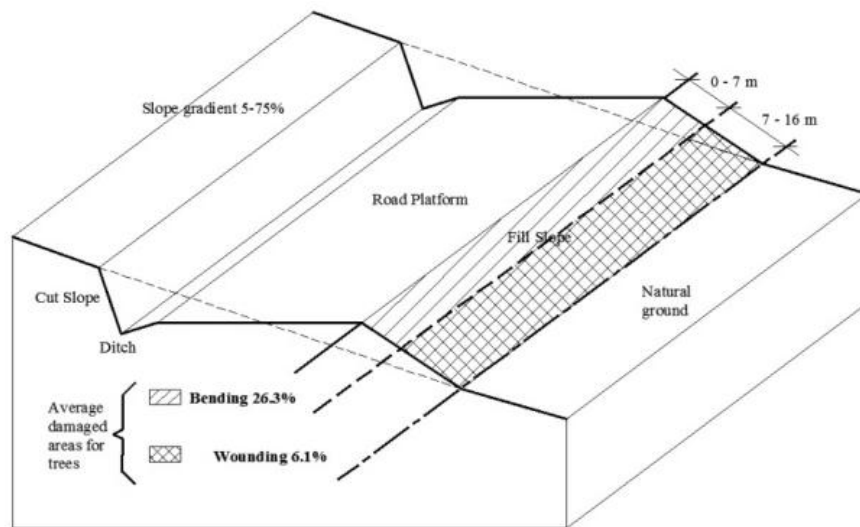 0 - 7 m
7 - 16 m
Slope gradient 5-75%
Road Platform
Fill Slope
Cut Slope
Natural
ground
Ditch
Average
damaged
areas for
trees
Bending 26.3%
Wounding 6.1%